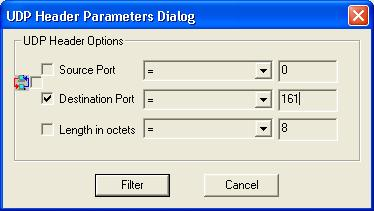 UDP Header Parameters Dialog
UDP Header Options
Source Port = 0
Destination Port = 161
Length in octets = 8
Filter Cancel